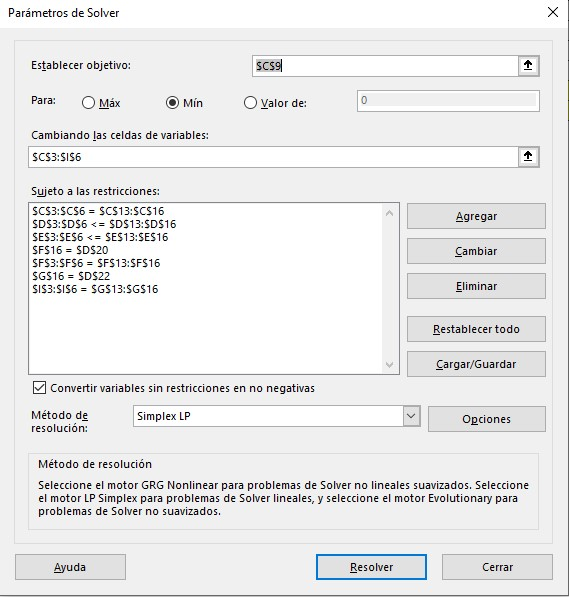 Parámetros de Solver
Establecer objetivo: $C$9
Para: Máx Mín Valor de: 0
Cambiando las celdas de variables:
$C$3:$I$6
Sujeto a las restricciones:
$C$3:$C$6 = $C$13:$C$16
$D$3:$D$6 <= $D$13:$D$16
$E$3:$E$6 <= $E$13:$E$16
$F$16 = $D$20
$F$3:$F$6 = $F$13:$F$16
$G$16 = $D$22
$I$3:$I$6 = $G$13:$G$16
Agregar
Cambiar
Eliminar
Restablecer todo
Cargar/Guardar
Convertir variables sin restricciones en no negativas
Método de
resolución:
Simplex LP
Opciones
Método de resolución
Seleccione el motor GRG Nonlinear para problemas de Solver no lineales suavizados. Seleccione
el motor LP Simplex para problemas de Solver lineales, y seleccione el motor Evolutionary para
problemas de Solver no suavizados.
Ayuda
Resolver
Cerrar